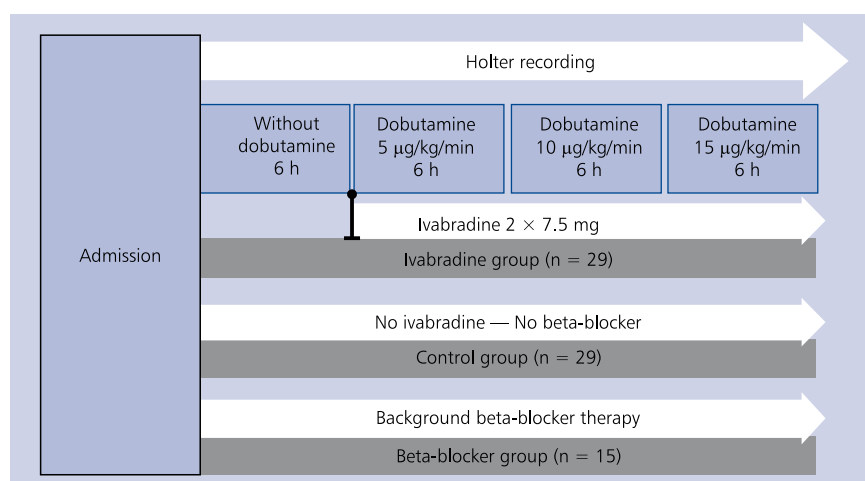 Admission
Holter recording
Without
dobutamine
6 h
Dobutamine
5 μg/kg/min
6 h
Dobutamine
10 μg/kg/min
6 h
Dobutamine
15 μg/kg/min
6 h
Ivabradine 2 × 7.5 mg
Ivabradine group (n = 29)
No ivabradine — No beta-blocker
Control group (n = 29)
Background beta-blocker therapy
Beta-blocker group (n = 15)